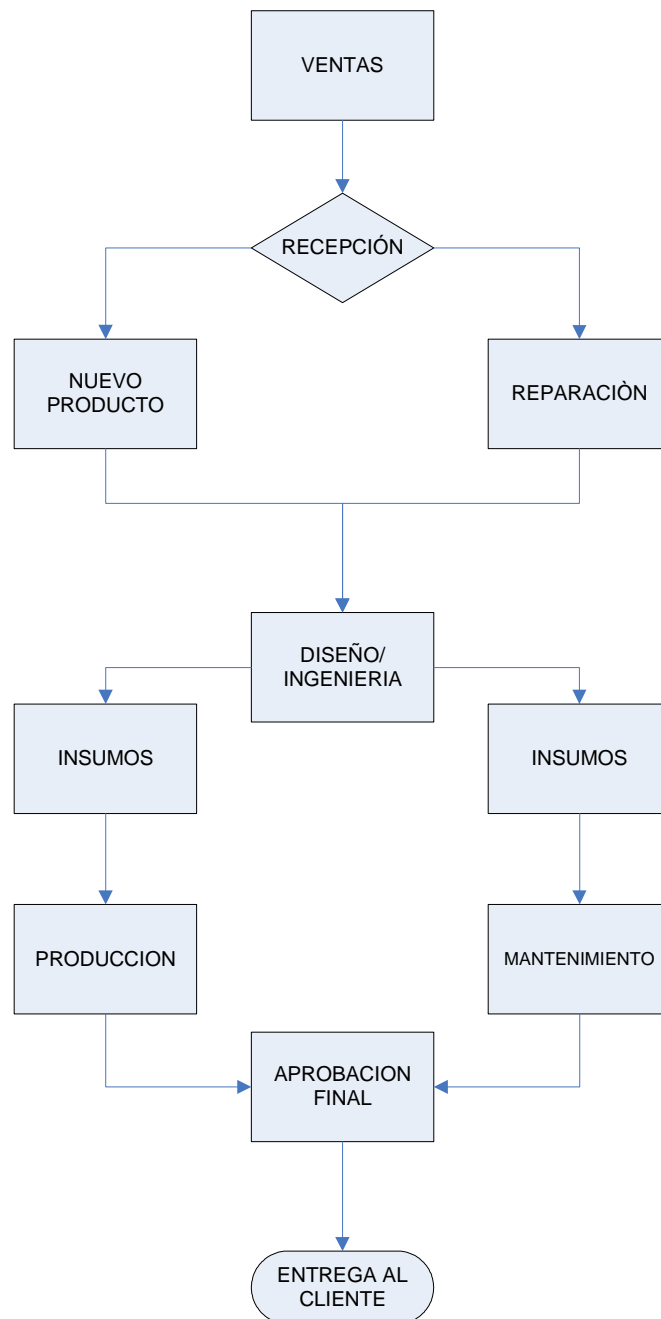 VENTAS
RECEPCIÓN
NUEVO
PRODUCTO
REPARACIÒN
DISEÑO/
INGENIERIA
INSUMOS
INSUMOS
PRODUCCION
MANTENIMIENTO
APROBACION
FINAL
ENTREGA AL
CLIENTE